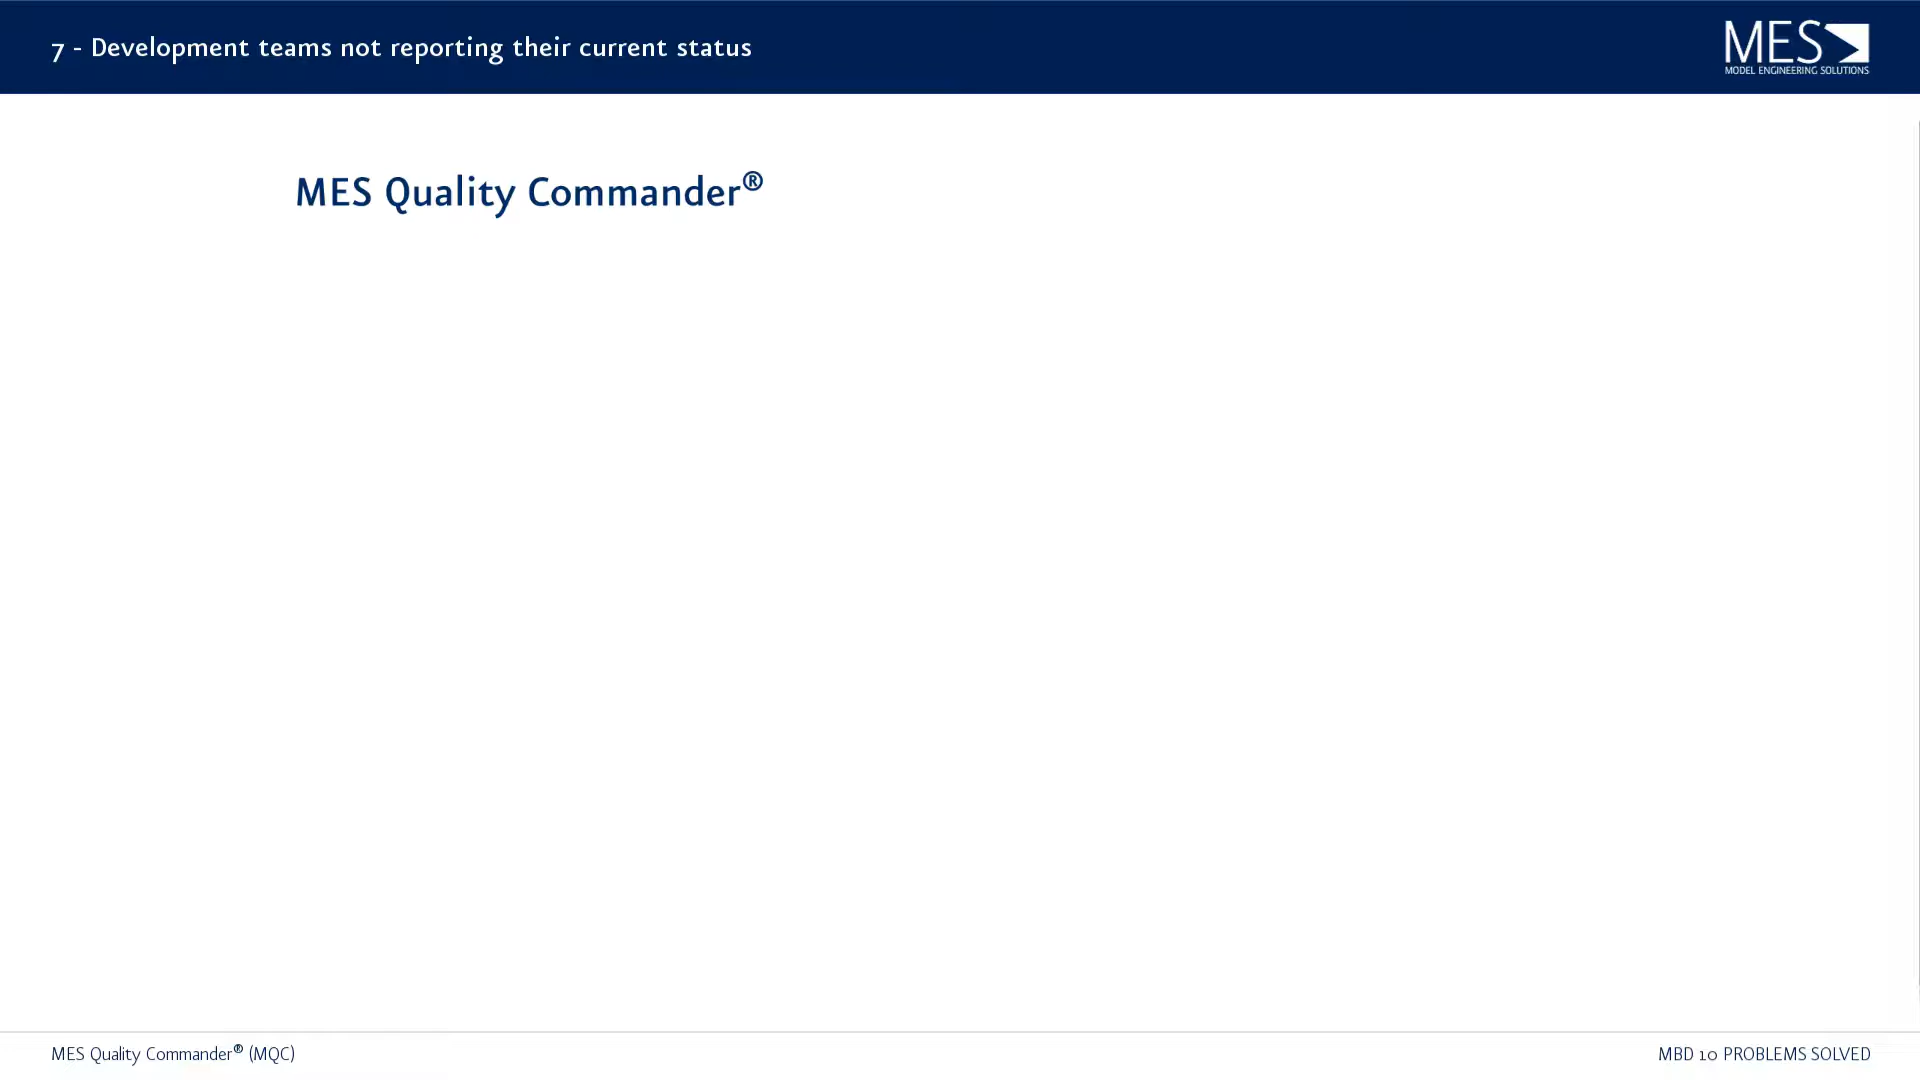 7 - Development teams not reporting their current status
MES
MODEL ENGINEERING SOLUTIONS
MES Quality Commander®
MES Quality Commander® (MQC)
MBD 10 PROBLEMS SOLVED